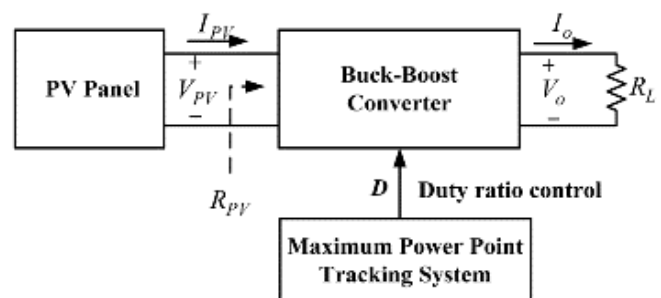 I_PV
I_o
PV Panel
+
V_PV
−
Buck-Boost
Converter
+
V_o
−
R_L
R_PV
D
Duty ratio control
Maximum Power Point
Tracking System